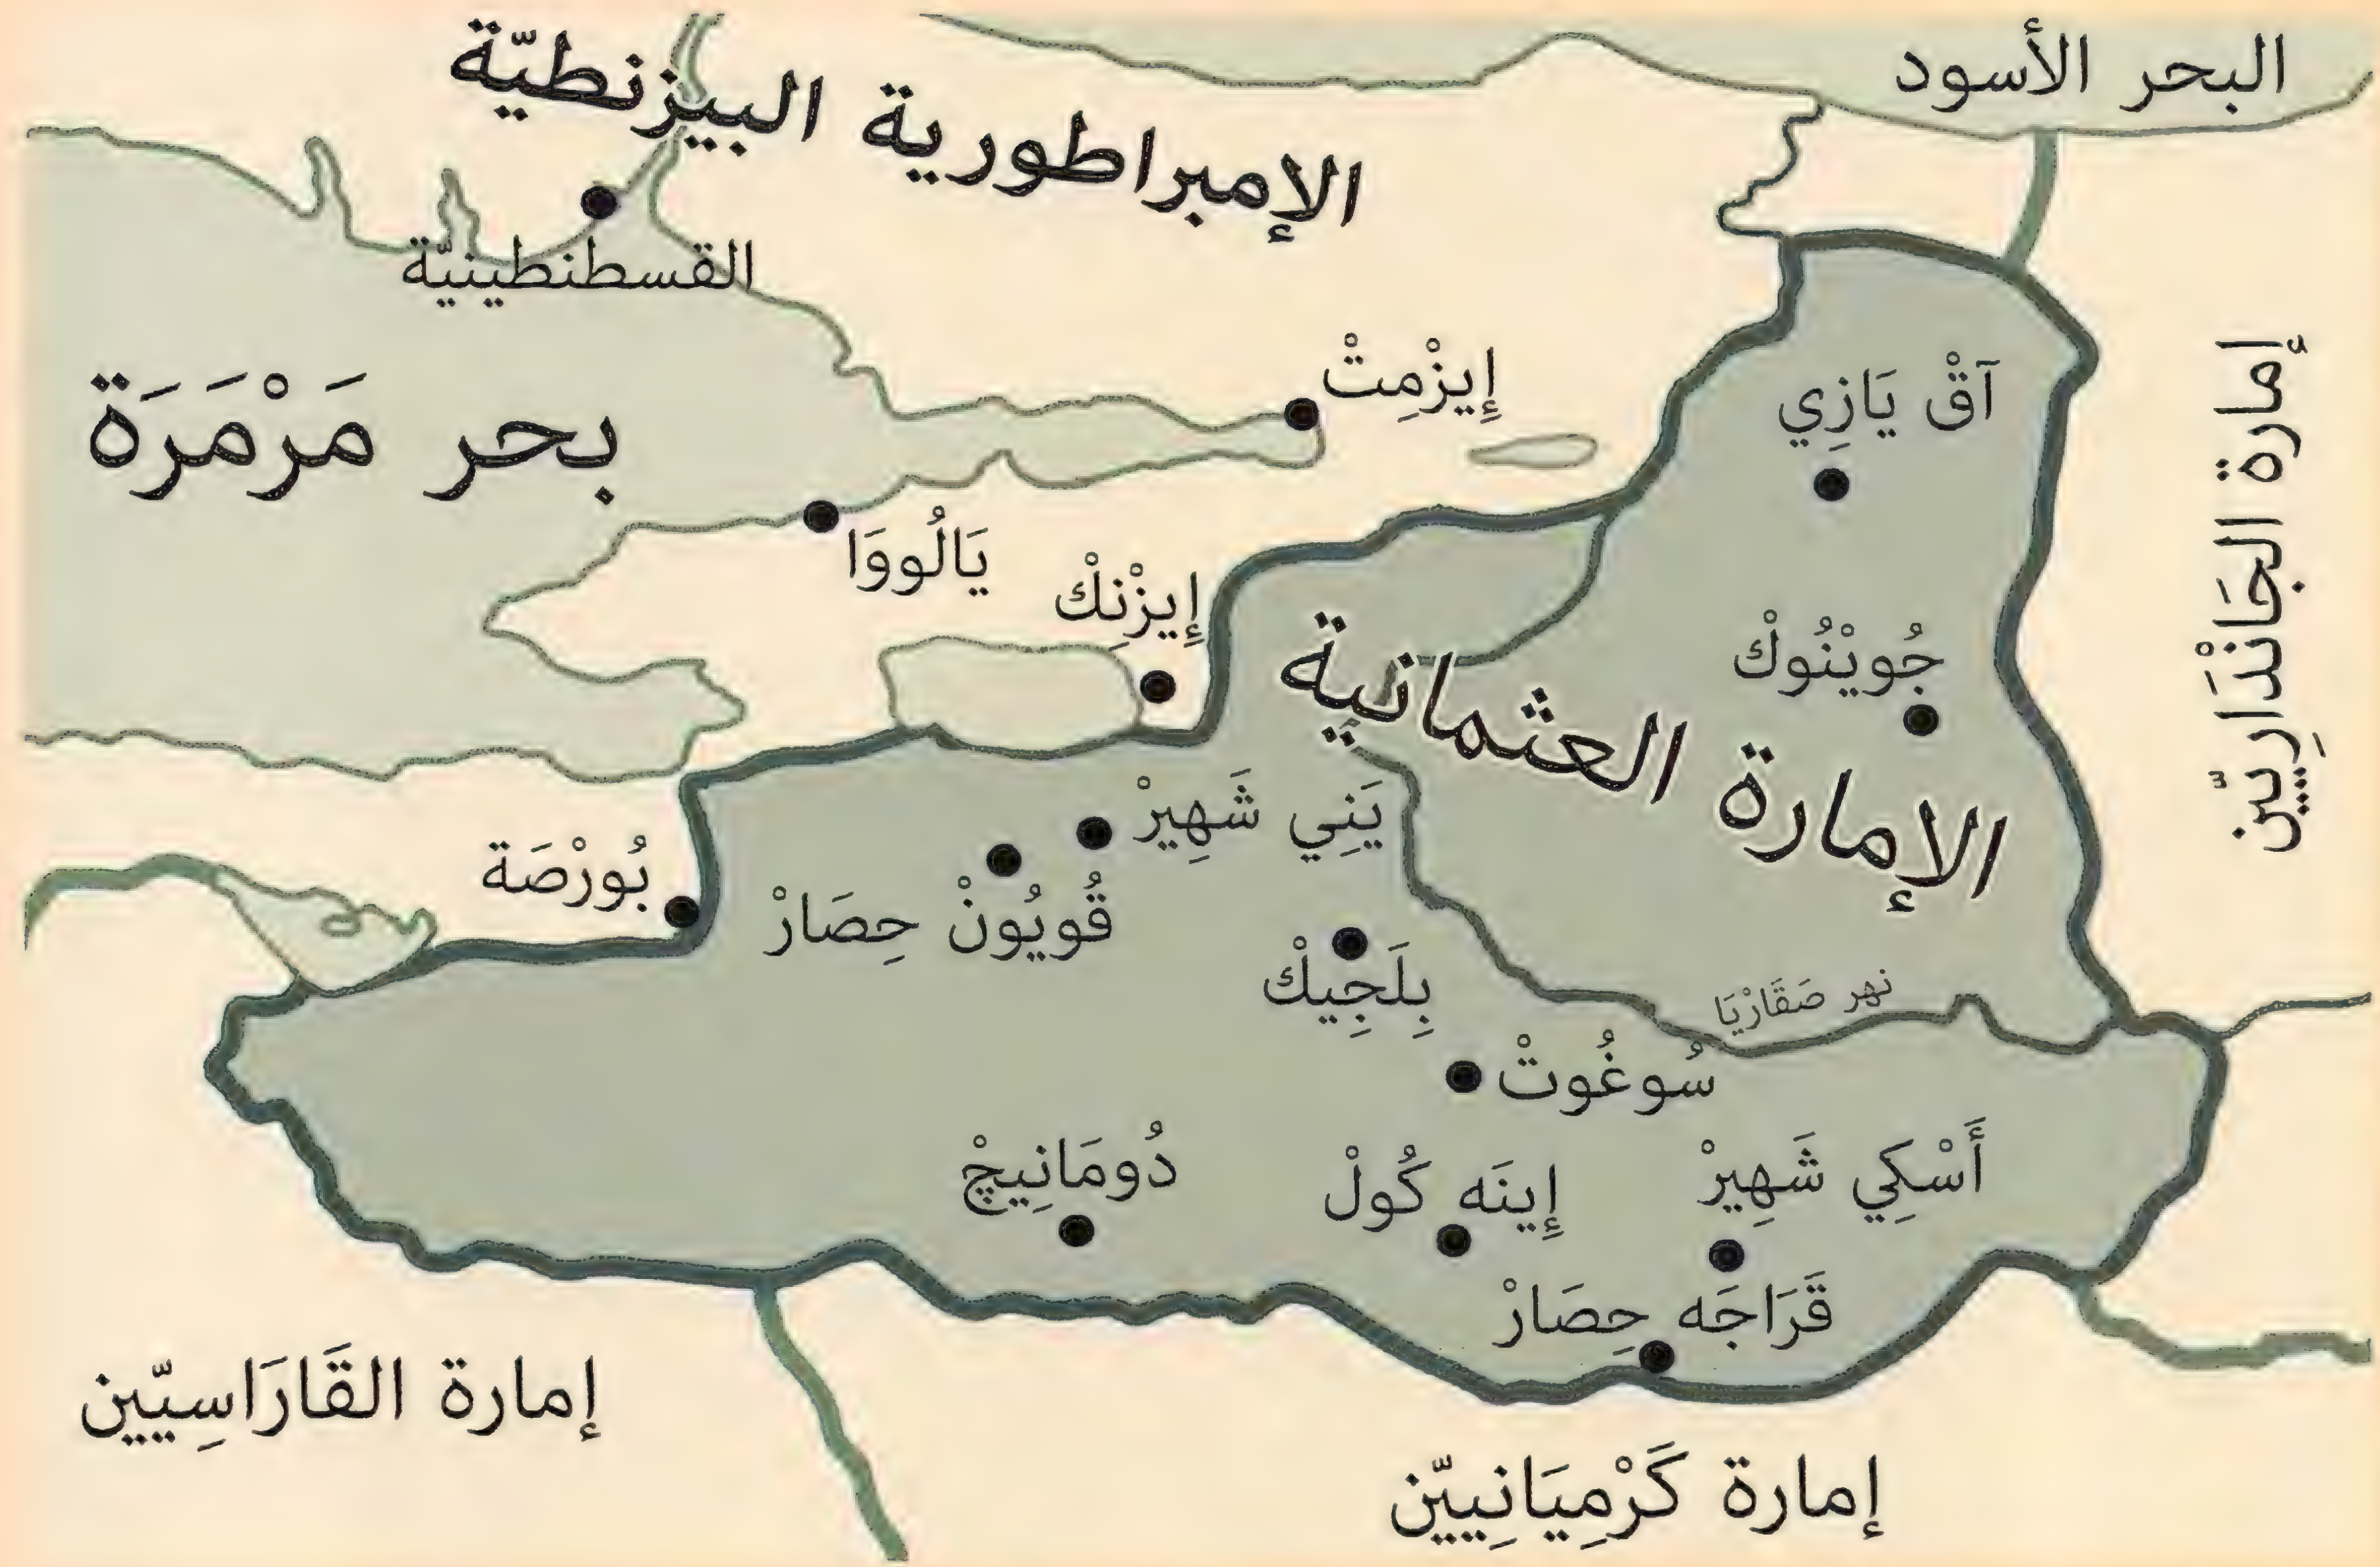 البحر الأسود
الإمبراطورية البيزنطيّة
القسطنطينيّة
إمارة الجَانْدَارِيّين
بحر مَرْمَرَة
إِيزْمِتْ
آقْ يَازِي
يَالُووَا
إِيزْنِكْ
جُويْنُوكْ
الإمارة العثمانية
يَنِي شَهِيرْ
بُورْصَة
قُويُونْ حِصَارْ
بِلَجِيكْ
نهر صَقَارْيَا
سُوغُوتْ
دُومَانِيچْ
إِينَه كُولْ
أَسْكِي شَهِيرْ
قَرَاجَه حِصَارْ
إمارة القَارَاسِيّين
إمارة كَرْمِيَانِيّين